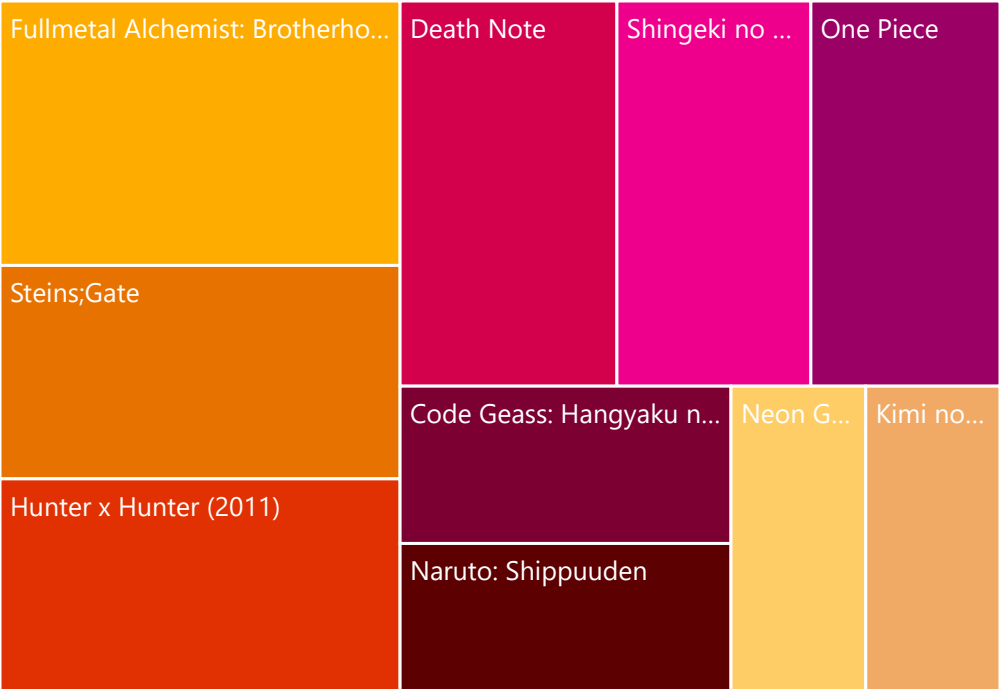 Fullmetal Alchemist: Brotherho...
Death Note
Shingeki no ...
One Piece
Steins;Gate
Code Geass: Hangyaku n...
Neon G...
Kimi no...
Hunter x Hunter (2011)
Naruto: Shippuuden